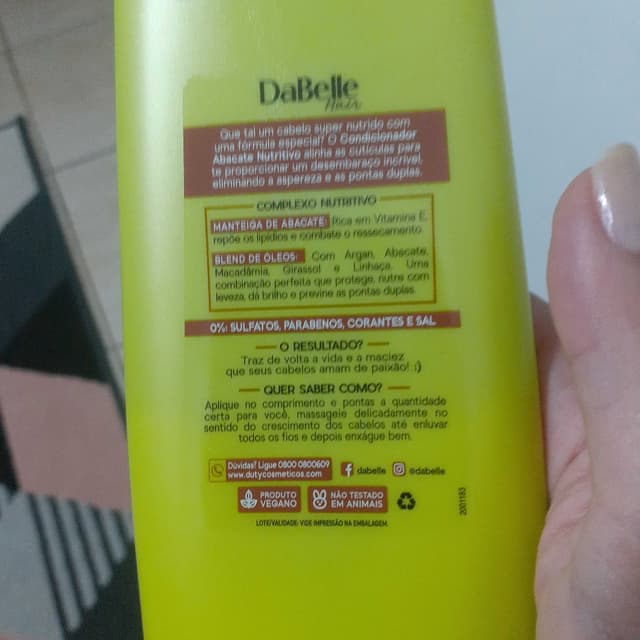 DaBelle
Hair
Que tal um cabelo super nutrido com
uma fórmula especial? O Condicionador
Abacate Nutritivo alinha as cutículas para
te proporcionar um desembaraço incrível,
eliminando a aspereza e as pontas duplas.
COMPLEXO NUTRITIVO
MANTEIGA DE ABACATE: Rica em Vitamina E,
repõe os lipídios e combate o ressecamento.
BLEND DE ÓLEOS: Com Argan, Abacate,
Macadâmia, Girassol e Linhaça. Uma
combinação perfeita que protege, nutre com
leveza, dá brilho e previne as pontas duplas.
0%: SULFATOS, PARABENOS, CORANTES E SAL
O RESULTADO?
Traz de volta a vida e a maciez
que seus cabelos amam de paixão! :)
QUER SABER COMO?
Aplique no comprimento e pontas a quantidade
certa para você, massageie delicadamente no
sentido do crescimento dos cabelos até enluvar
todos os fios e depois enxágue bem.
Dúvidas? Ligue 0800 0800609
www.dutycosmeticos.com
dabelle
@dabelle
PRODUTO
VEGANO
NÃO TESTADO
EM ANIMAIS
LOTE/VALIDADE: VIDE IMPRESSÃO NA EMBALAGEM.
2001183